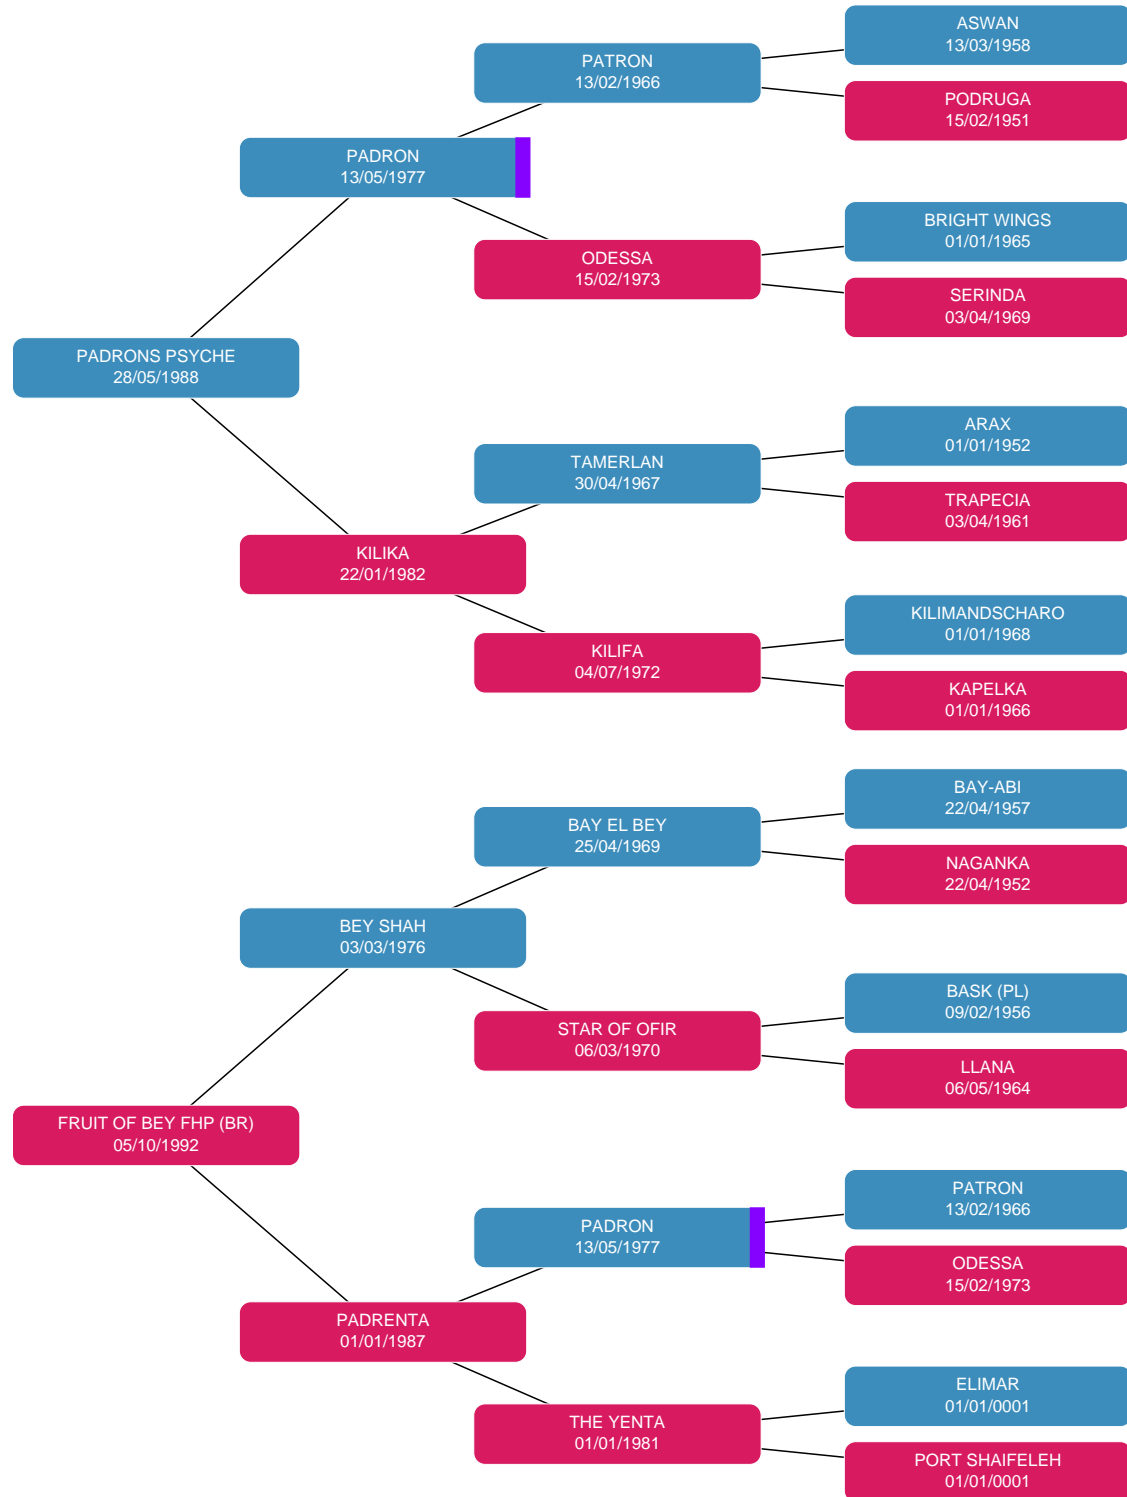 ASWAN
13/03/1958
PATRON
13/02/1966
PODRUGA
15/02/1951
PADRON
13/05/1977
BRIGHT WINGS
01/01/1965
ODESSA
15/02/1973
SERINDA
03/04/1969
PADRONS PSYCHE
28/05/1988
ARAX
01/01/1952
TAMERLAN
30/04/1967
TRAPECIA
03/04/1961
KILIKA
22/01/1982
KILIMANDSCHARO
01/01/1968
KILIFA
04/07/1972
KAPELKA
01/01/1966
BAY-ABI
22/04/1957
BAY EL BEY
25/04/1969
NAGANKA
22/04/1952
BEY SHAH
03/03/1976
BASK (PL)
09/02/1956
STAR OF OFIR
06/03/1970
LLANA
06/05/1964
FRUIT OF BEY FHP (BR)
05/10/1992
PATRON
13/02/1966
PADRON
13/05/1977
ODESSA
15/02/1973
PADRENTA
01/01/1987
ELIMAR
01/01/0001
THE YENTA
01/01/1981
PORT SHAIFELEH
01/01/0001